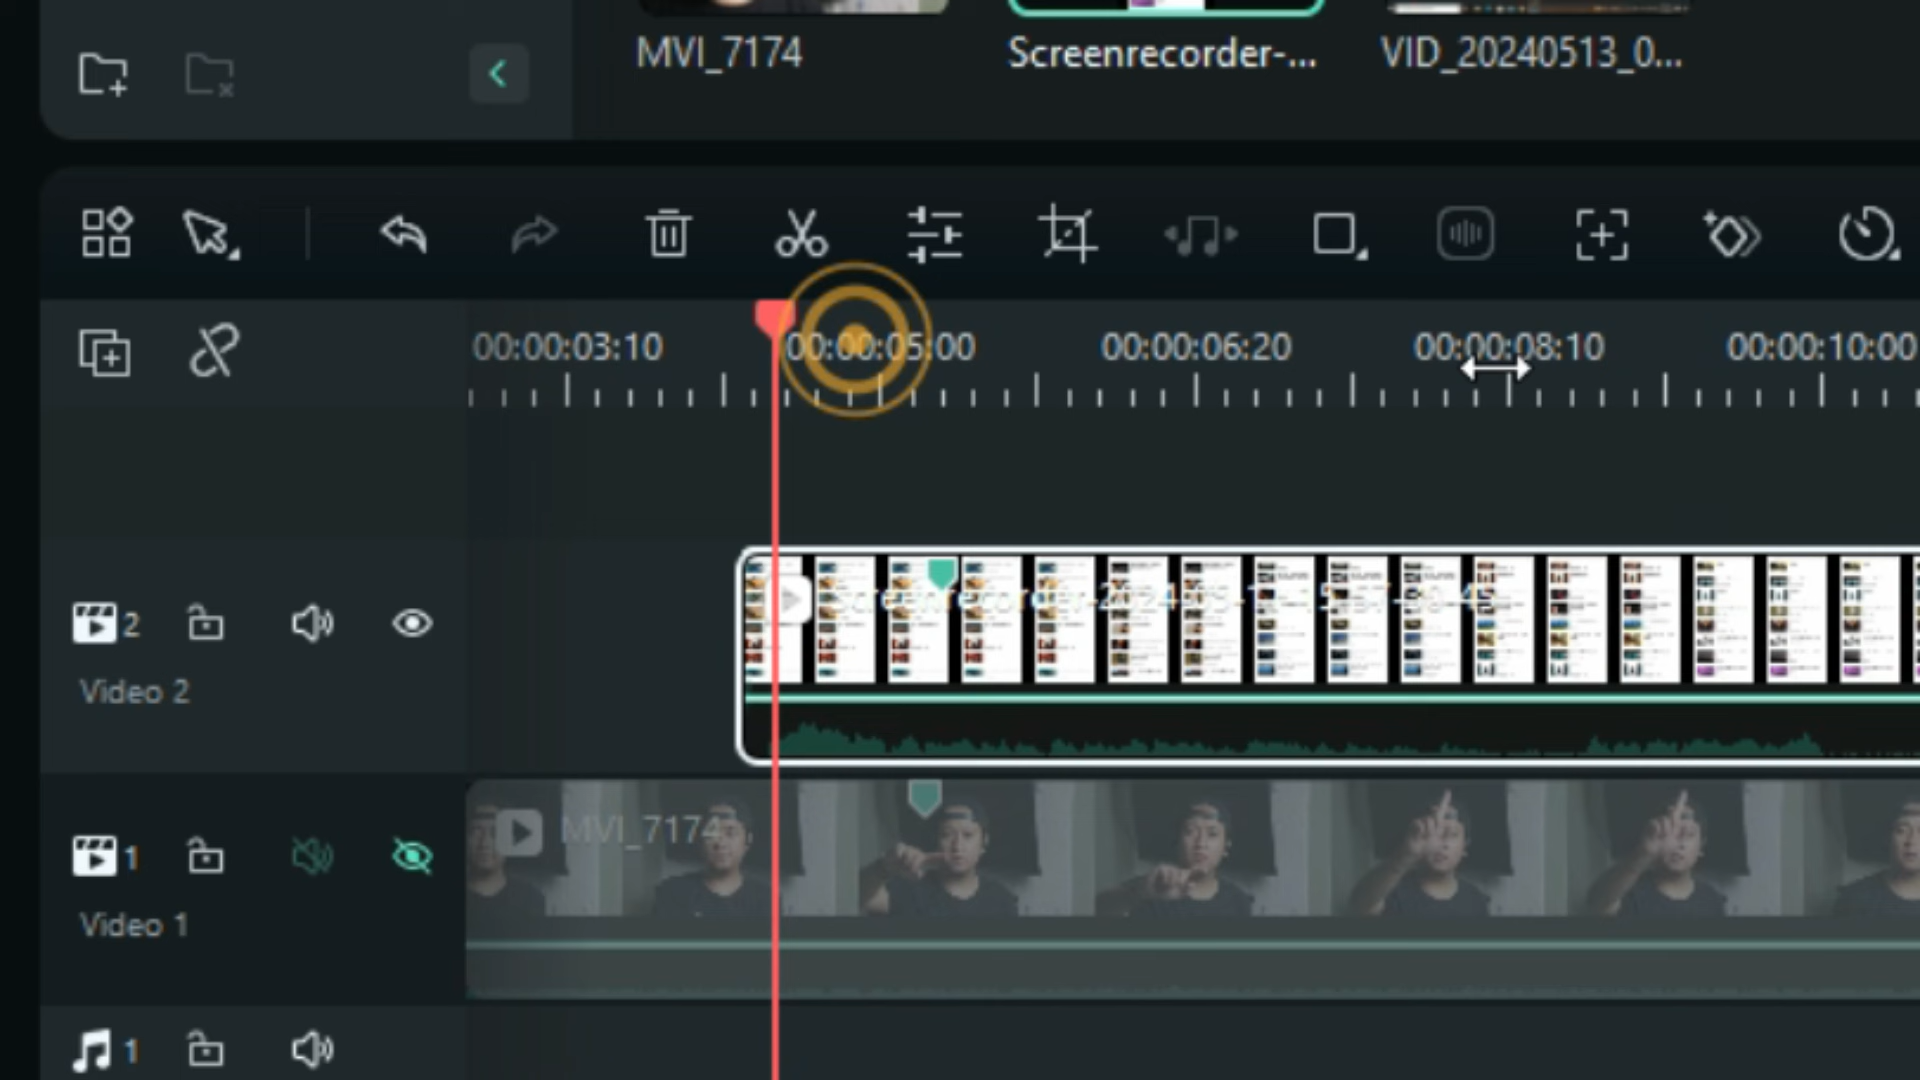 MVI_7174
Screenrecorder-...
VID_20240513_0...
00:00:03:10
00:00:05:00
00:00:06:20
00:00:08:10
00:00:10:00
2
Video 2
MVI_7174
1
Video 1
1